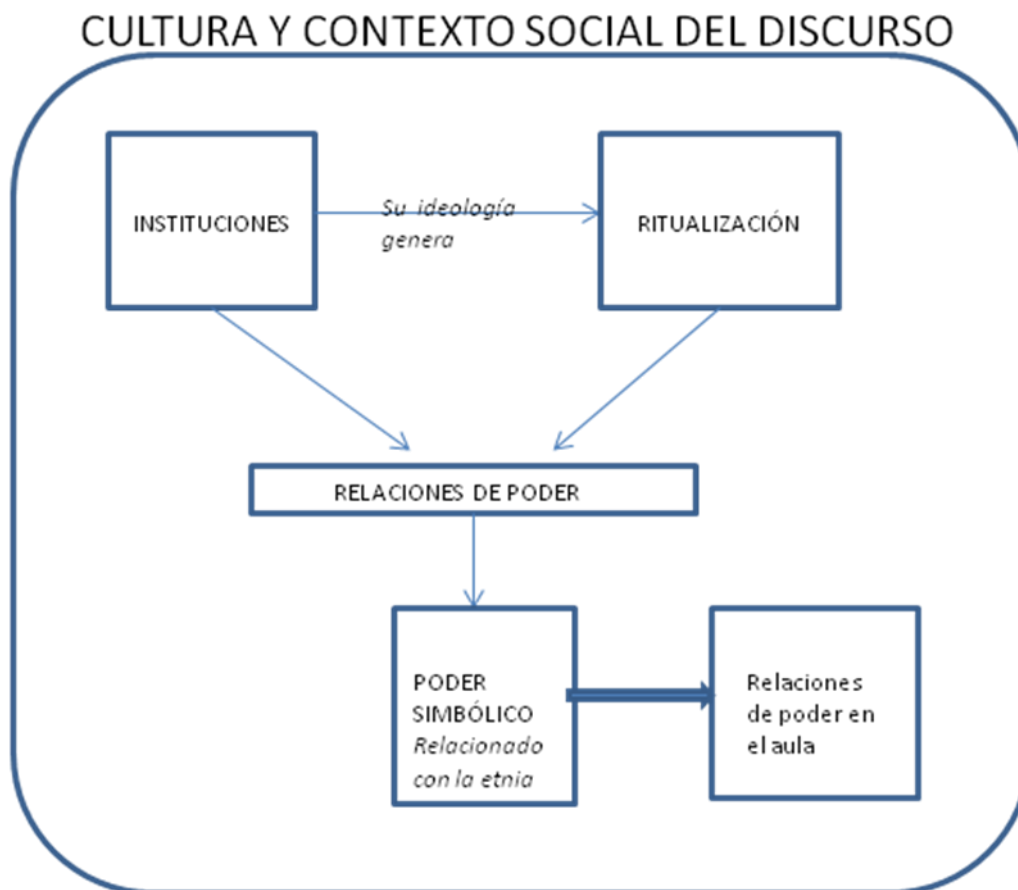 CULTURA Y CONTEXTO SOCIAL DEL DISCURSO
INSTITUCIONES
Su ideología
genera
RITUALIZACIÓN
RELACIONES DE PODER
PODER
SIMBÓLICO
Relacionado
con la etnia
Relaciones
de poder en
el aula